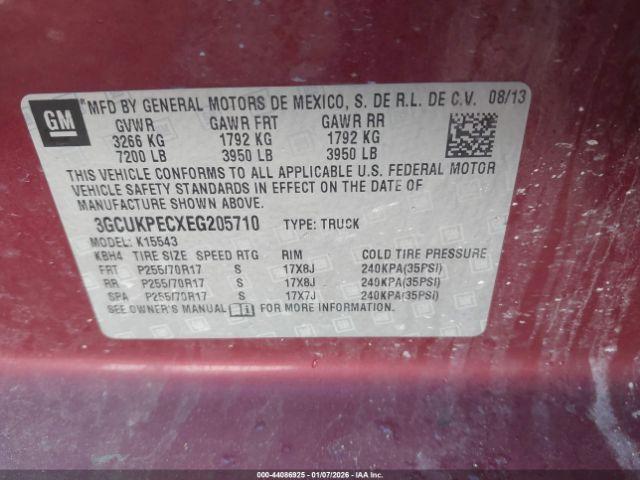 GM
® MFD BY GENERAL MOTORS DE MEXICO, S. DE R.L. DE C.V. 08/13
GVWR GAWR FRT GAWR RR
3266 KG 1792 KG 1792 KG
7200 LB 3950 LB 3950 LB
THIS VEHICLE CONFORMS TO ALL APPLICABLE U.S. FEDERAL MOTOR
VEHICLE SAFETY STANDARDS IN EFFECT ON THE DATE OF
MANUFACTURE SHOWN ABOVE.
3GCUKPECXEG205710 TYPE: TRUCK
MODEL: K15543
KBH4 TIRE SIZE SPEED RTG RIM COLD TIRE PRESSURE
FRT P255/70R17 S 17X8J 240KPA(35PSI)
RR P255/70R17 S 17X8J 240KPA(35PSI)
SPA P255/70R17 S 17X7J 240KPA(35PSI)
SEE OWNER'S MANUAL FOR MORE INFORMATION.
000-44086925 - 01/07/2026 - IAAI.COM